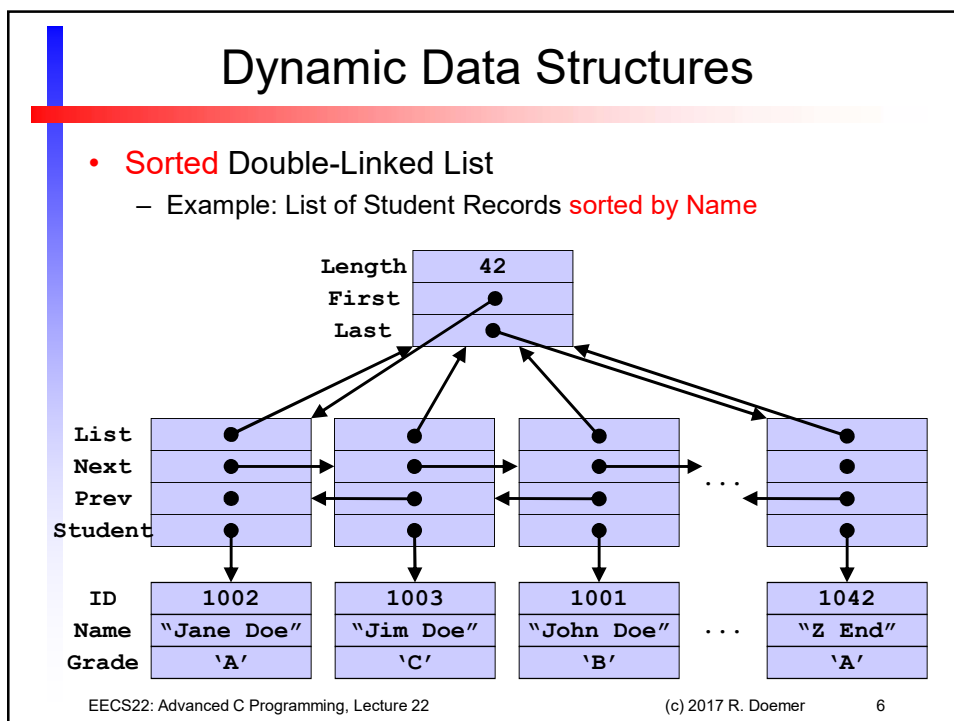 Dynamic Data Structures
• Sorted Double-Linked List
– Example: List of Student Records sorted by Name
Length 42
First
Last
List
Next
...
Prev
Student
ID 1002 1003 1001 1042
Name “Jane Doe” “Jim Doe” “John Doe” ... “Z End”
Grade ‘A’ ‘C’ ‘B’ ‘A’
EECS22: Advanced C Programming, Lecture 22 (c) 2017 R. Doemer 6